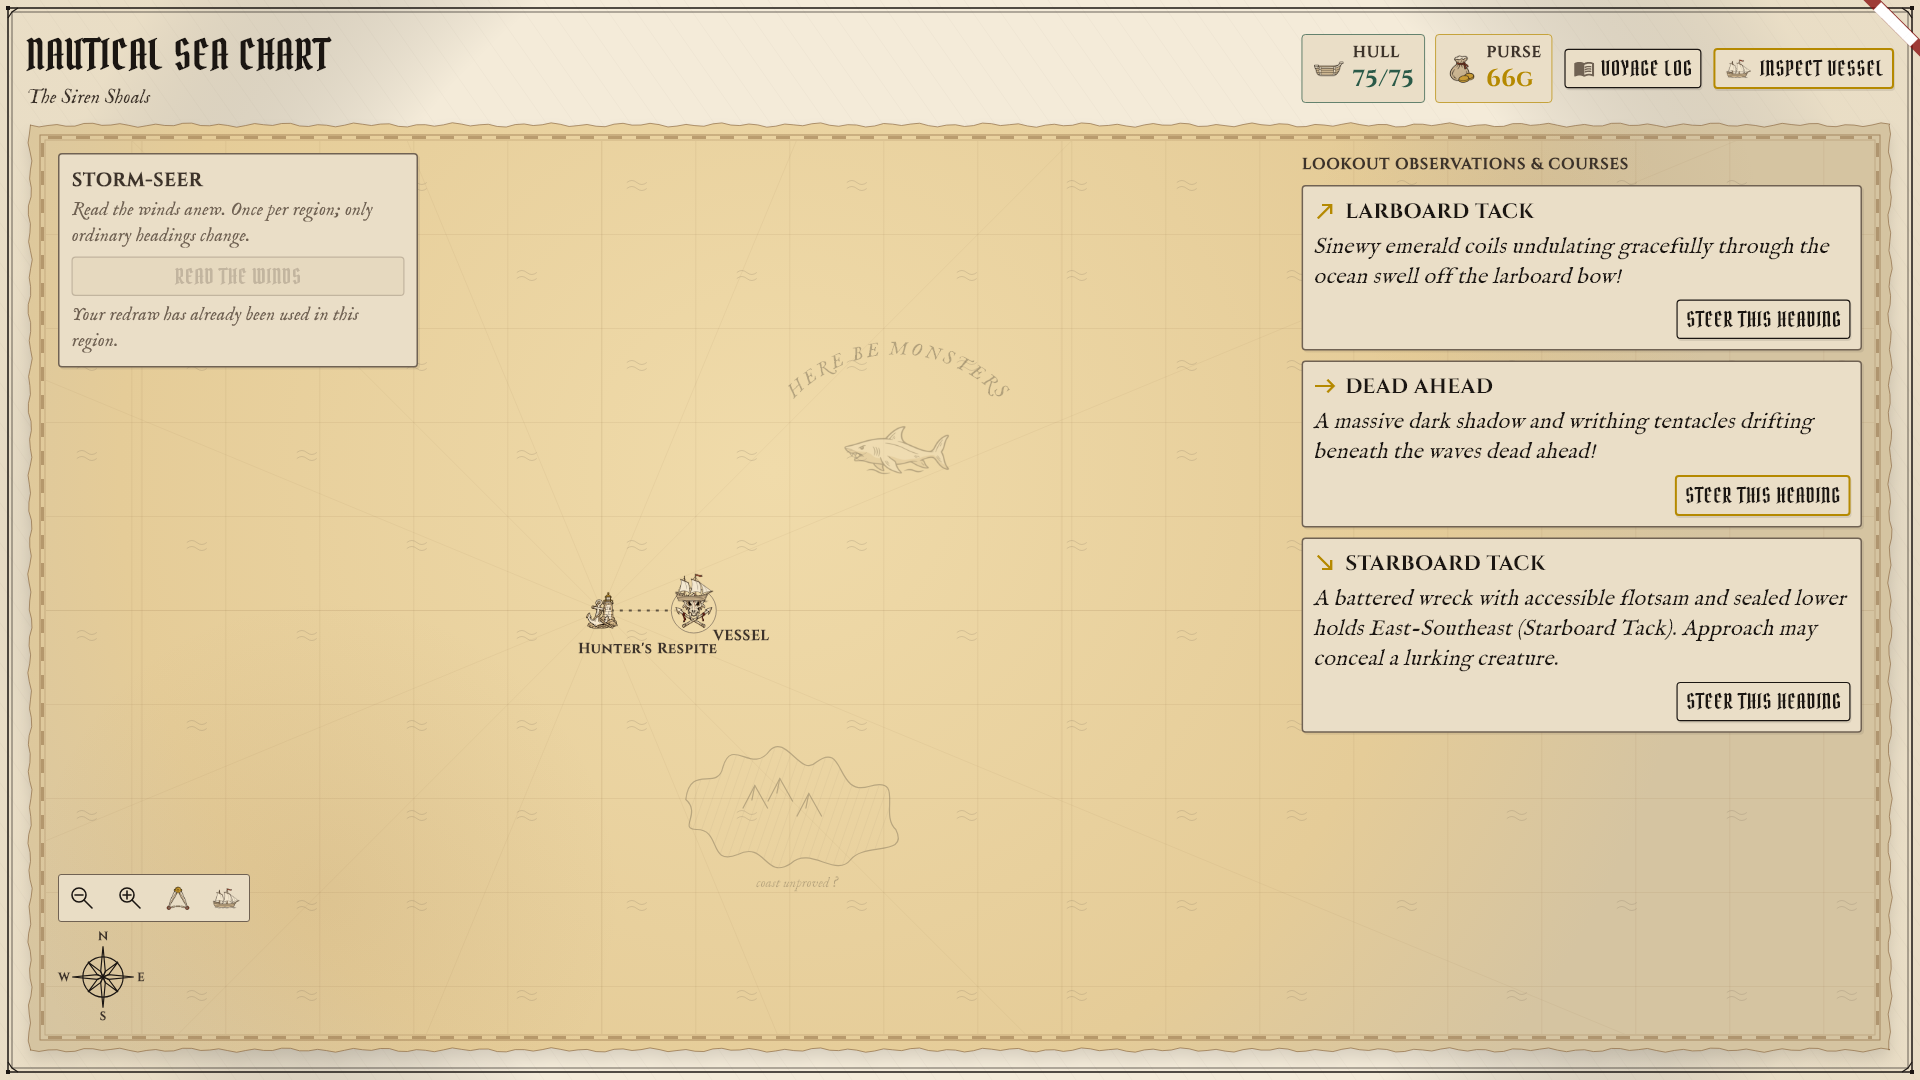 NAUTICAL SEA CHART
The Siren Shoals
HULL
75/75
PURSE
66G
VOYAGE LOG
INSPECT VESSEL
STORM-SEER
Read the winds anew. Once per region; only
ordinary headings change.
READ THE WINDS
Your redraw has already been used in this
region.
HERE BE MONSTERS
VESSEL
HUNTER'S RESPITE
coast unproved?
N
W
E
S
LOOKOUT OBSERVATIONS & COURSES
LARBOARD TACK
Sinewy emerald coils undulating gracefully through the
ocean swell off the larboard bow!
STEER THIS HEADING
DEAD AHEAD
A massive dark shadow and writhing tentacles drifting
beneath the waves dead ahead!
STEER THIS HEADING
STARBOARD TACK
A battered wreck with accessible flotsam and sealed lower
holds East-Southeast (Starboard Tack). Approach may
conceal a lurking creature.
STEER THIS HEADING